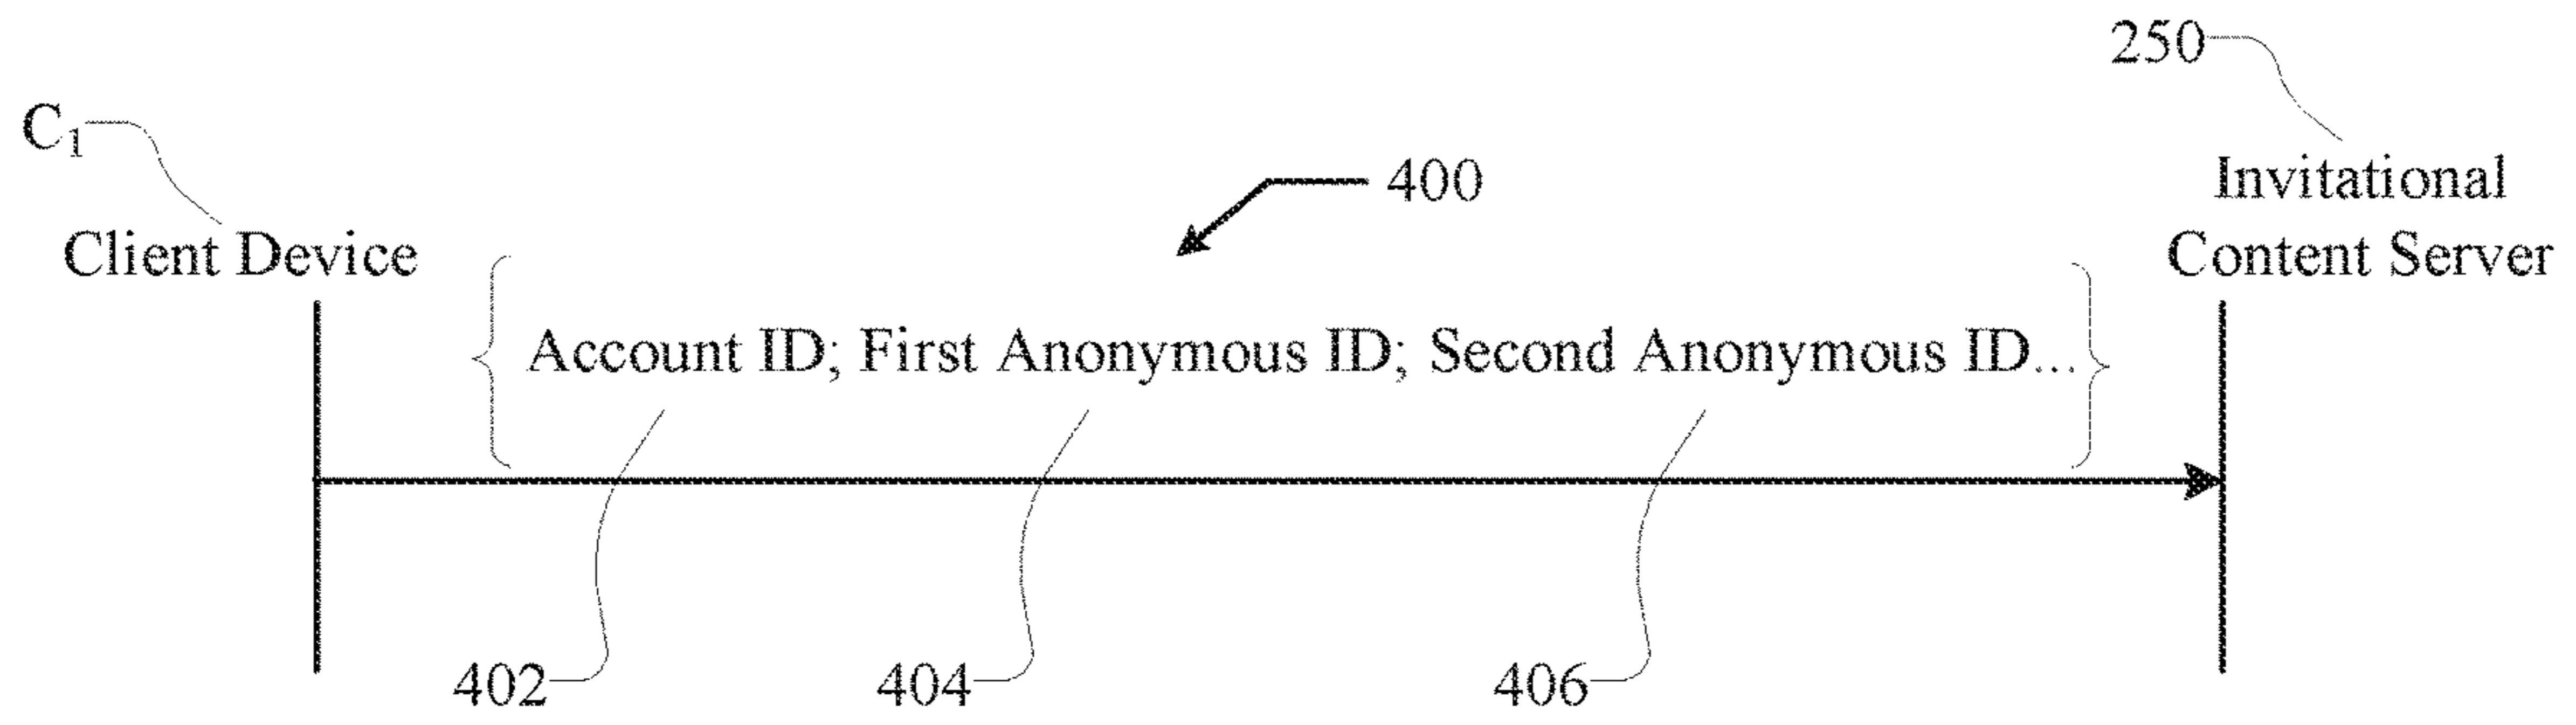 250
C1
Invitational
400
Client Device
Content Server
Account ID; First Anonymous ID; Second Anonymous ID...
402
404
406